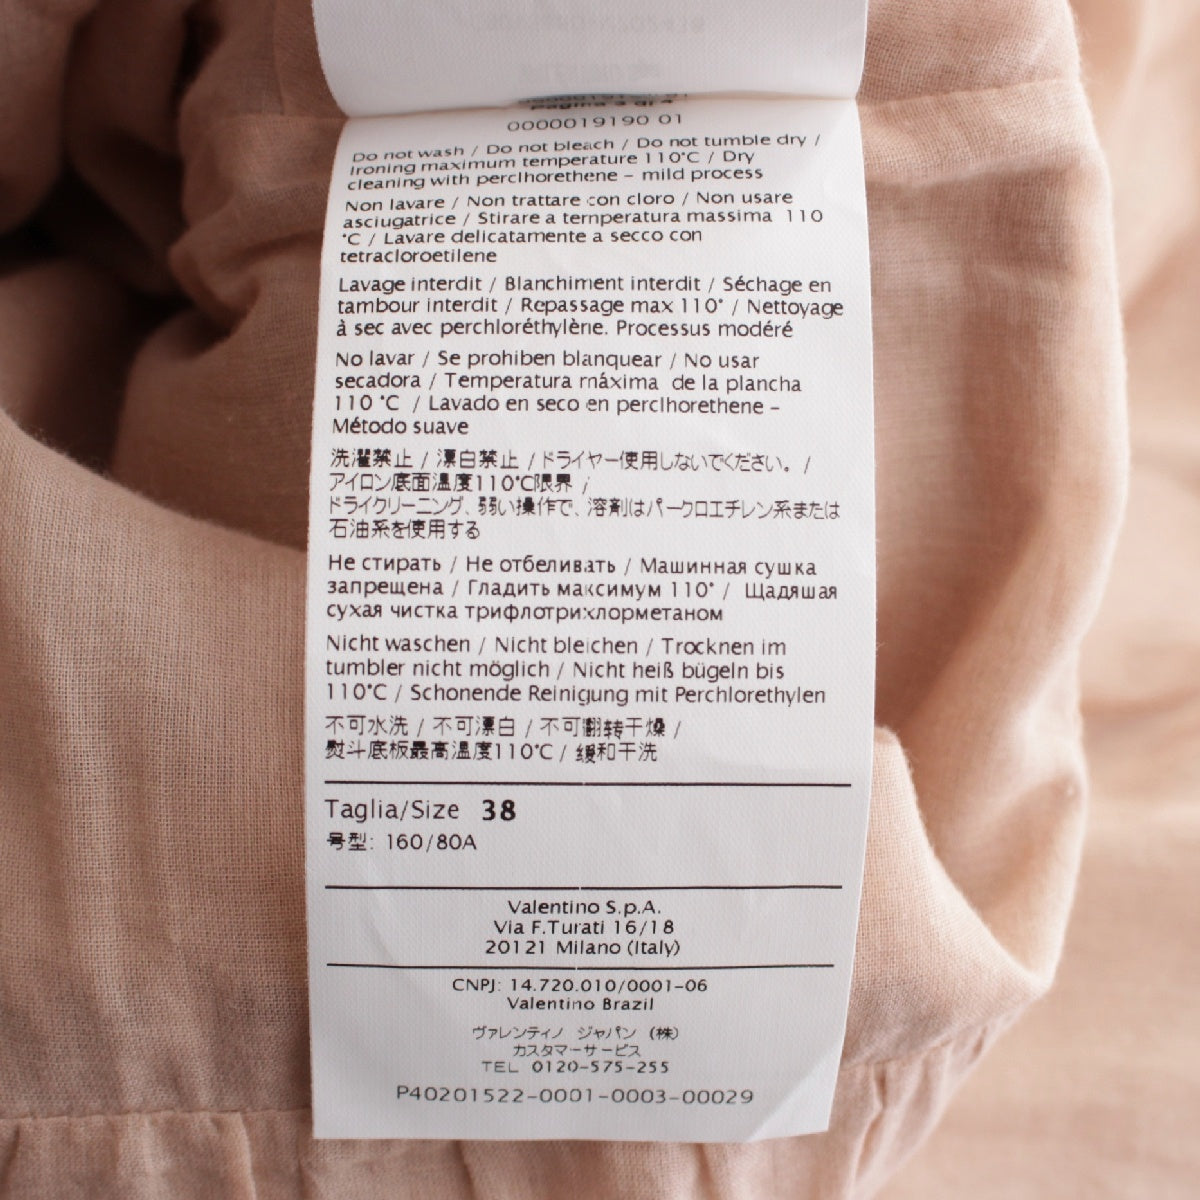 Pagina 3 di 4
0000019190 01
Do not wash / Do not bleach / Do not tumble dry /
Ironing maximum temperature 110°C / Dry
cleaning with perclhorethene – mild process
Non lavare / Non trattare con cloro / Non usare
asciugatrice / Stirare a temperatura massima 110
°C / Lavare delicatamente a secco con
tetracloroetilene
Lavage interdit / Blanchiment interdit / Séchage en
tambour interdit / Repassage max 110° / Nettoyage
à sec avec perchloréthylène. Processus modéré
No lavar / Se prohiben blanquear / No usar
secadora / Temperatura máxima de la plancha
110 °C / Lavado en seco en perclhorethene –
Método suave
洗濯禁止 / 漂白禁止 / ドライヤー使用しないでください。 /
アイロン底面温度110°C限界 /
ドライクリーニング、弱い操作で、溶剤はパークロエチレン系または
石油系を使用する
Не стирать / Не отбеливать / Машинная сушка
запрещена / Гладить максимум 110° / Щадяшая
сухая чистка трифлотрихлорметаном
Nicht waschen / Nicht bleichen / Trocknen im
tumbler nicht möglich / Nicht heiß bügeln bis
110°C / Schonende Reinigung mit Perchlorethylen
不可水洗 / 不可漂白 / 不可翻转干燥 /
熨斗底板最高温度110°C / 缓和干洗
Taglia/Size 38
号型: 160/80A
Valentino S.p.A.
Via F.Turati 16/18
20121 Milano (Italy)
CNPJ: 14.720.010/0001-06
Valentino Brazil
ヴァレンティノ ジャパン (株)
カスタマーサービス
TEL 0120-575-255
P40201522-0001-0003-00029